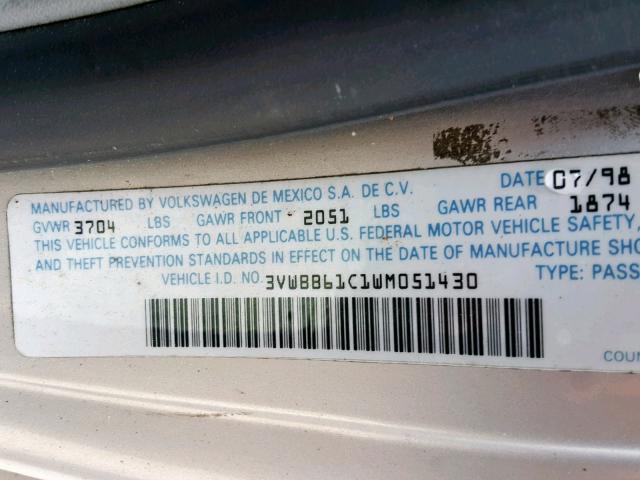 MANUFACTURED BY VOLKSWAGEN DE MEXICO S.A. DE C.V. DATE 07/98
GVWR 3704 LBS GAWR FRONT 2051 LBS GAWR REAR 1874
THIS VEHICLE CONFORMS TO ALL APPLICABLE U.S. FEDERAL MOTOR VEHICLE SAFETY,
AND THEFT PREVENTION STANDARDS IN EFFECT ON THE DATE OF MANUFACTURE SHO
VEHICLE I.D. NO. 3VWBB61C1WM051430 TYPE: PASS
COUN